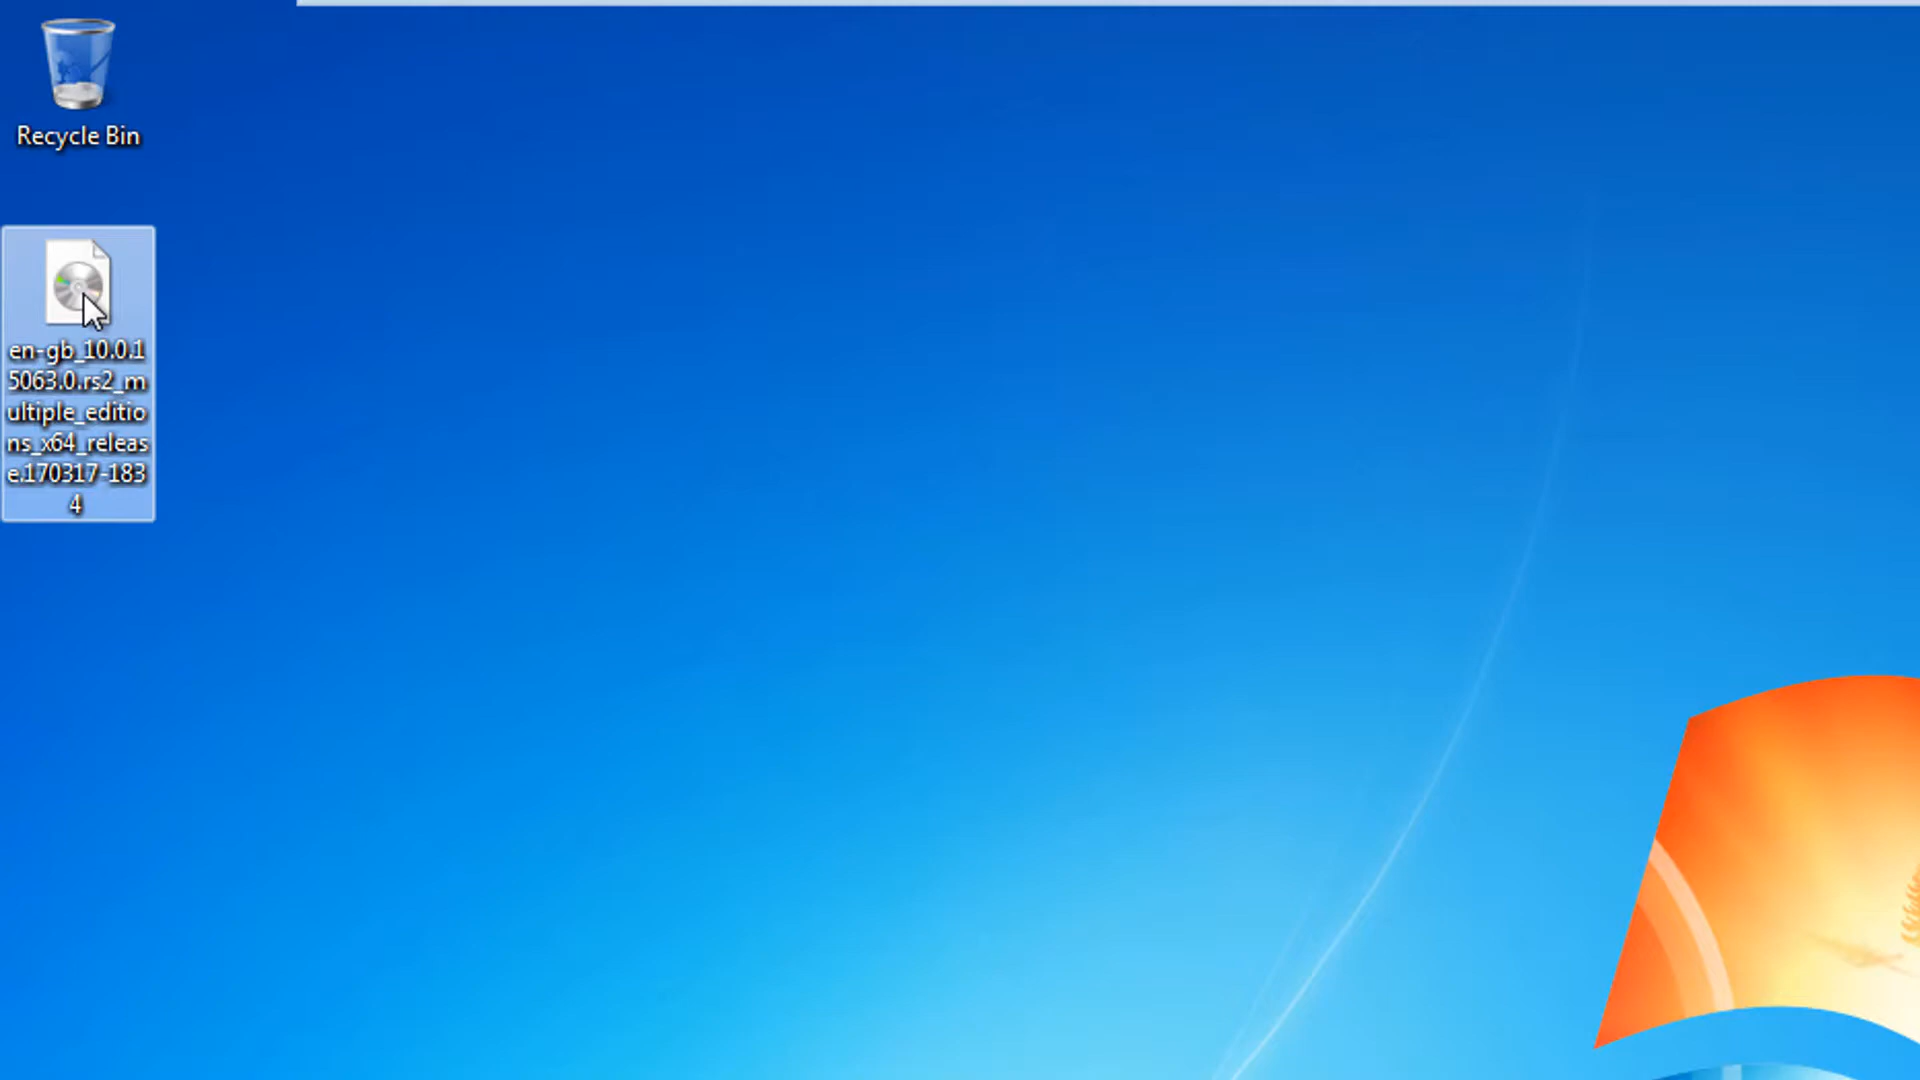 Recycle Bin
en-gb_10.0.1
5063.0.rs2_m
ultiple_editio
ns_x64_releas
e.170317-183
4